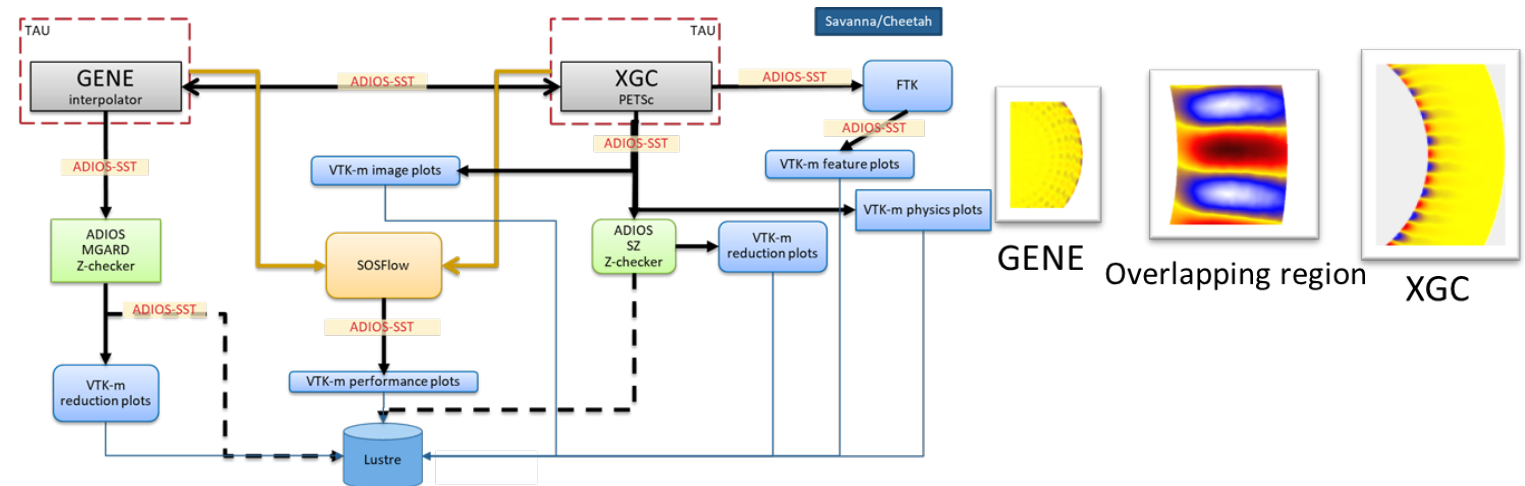 TAU
TAU
Savanna/Cheetah
GENE
interpolator
ADIOS-SST
XGC
PETSc
ADIOS-SST
FTK
ADIOS-SST
ADIOS-SST
ADIOS-SST
VTK-m image plots
VTK-m feature plots
VTK-m physics plots
ADIOS
MGARD
Z-checker
SOSFlow
ADIOS
SZ
Z-checker
VTK-m
reduction plots
ADIOS-SST
ADIOS-SST
VTK-m
reduction plots
VTK-m performance plots
Lustre
GENE
Overlapping region
XGC